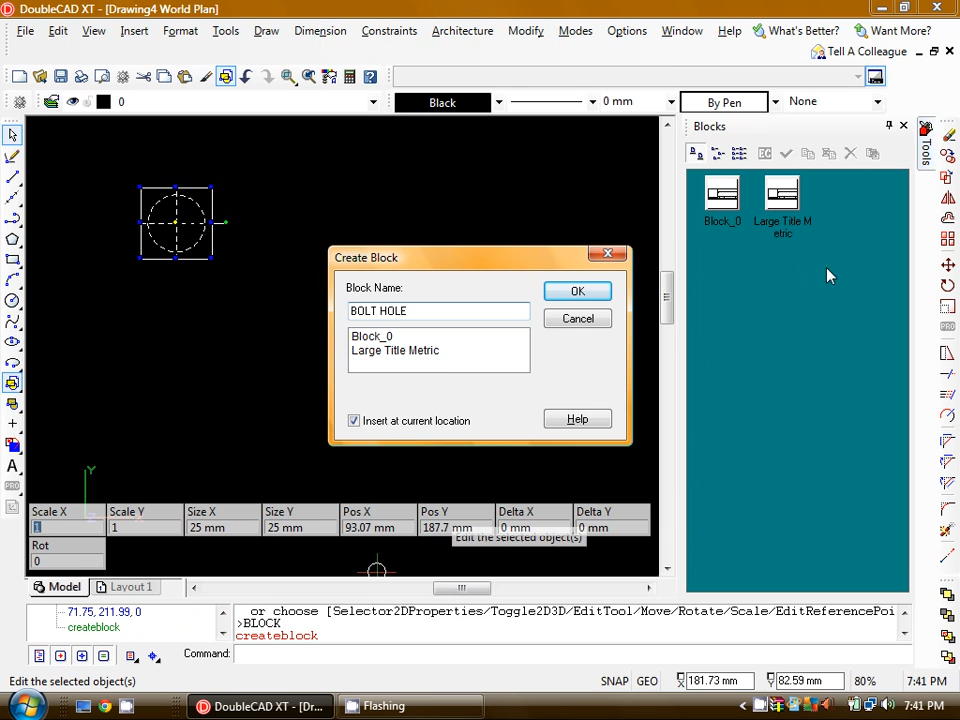 DoubleCAD XT - [Drawing4 World Plan]
File Edit View Insert Format Tools Draw Dimension Constraints Architecture Modify Modes Options Window Help What's Better? Want More?
Tell A Colleague
0 Black 0 mm By Pen None
Blocks
Tools
Block_0 Large Title M
etric
Create Block
Block Name:
OK
BOLT HOLE
Cancel
Block_0
Large Title Metric
Insert at current location
Help
Scale X Scale Y Size X Size Y Pos X Pos Y Delta X Delta Y
1 1 25 mm 25 mm 93.07 mm 187.7 mm 0 mm 0 mm
Edit the selected object(s)
Rot
0
Y
Model Layout 1
71.75, 211.99, 0
createblock
or choose [Selector2DProperties/Toggle2D3D/EditTool/Move/Rotate/Scale/EditReferencePoi
>BLOCK
createblock
Command:
Edit the selected object(s) SNAP GEO X 181.73 mm Y 82.59 mm 80% 7:41 PM
DoubleCAD XT - [Dr... Flashing 7:41 PM
PRO
PRO